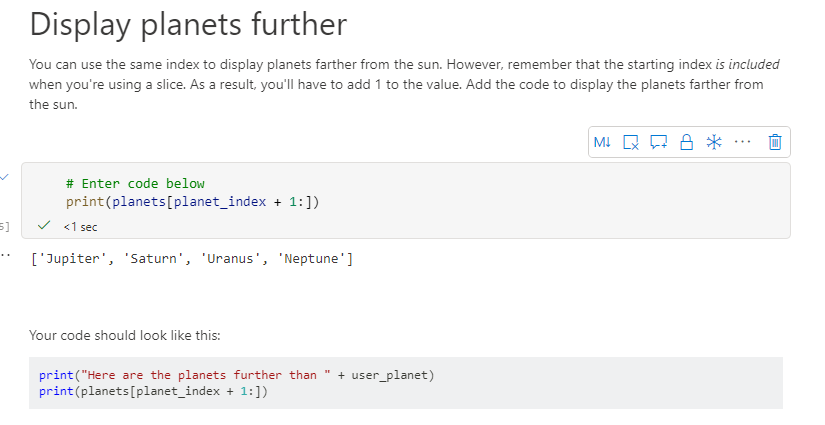 Display planets further
You can use the same index to display planets farther from the sun. However, remember that the starting index is included
when you're using a slice. As a result, you'll have to add 1 to the value. Add the code to display the planets farther from
the sun.
M↓
# Enter code below
print(planets[planet_index + 1:])
5]
<1 sec
['Jupiter', 'Saturn', 'Uranus', 'Neptune']
Your code should look like this:
print("Here are the planets further than " + user_planet)
print(planets[planet_index + 1:])